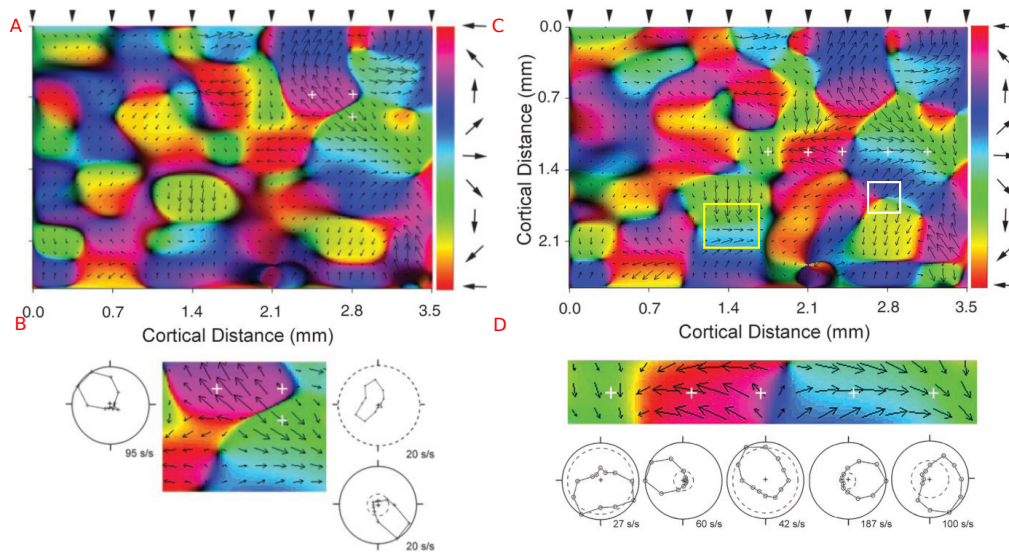 A
C
0.0
0.7
1.4
2.1
Cortical Distance (mm)
0.0 0.7 1.4 2.1 2.8 3.5
Cortical Distance (mm)
0.0 0.7 1.4 2.1 2.8 3.5
Cortical Distance (mm)
B
D
95 s/s
20 s/s
20 s/s
27 s/s
60 s/s
42 s/s
187 s/s
100 s/s